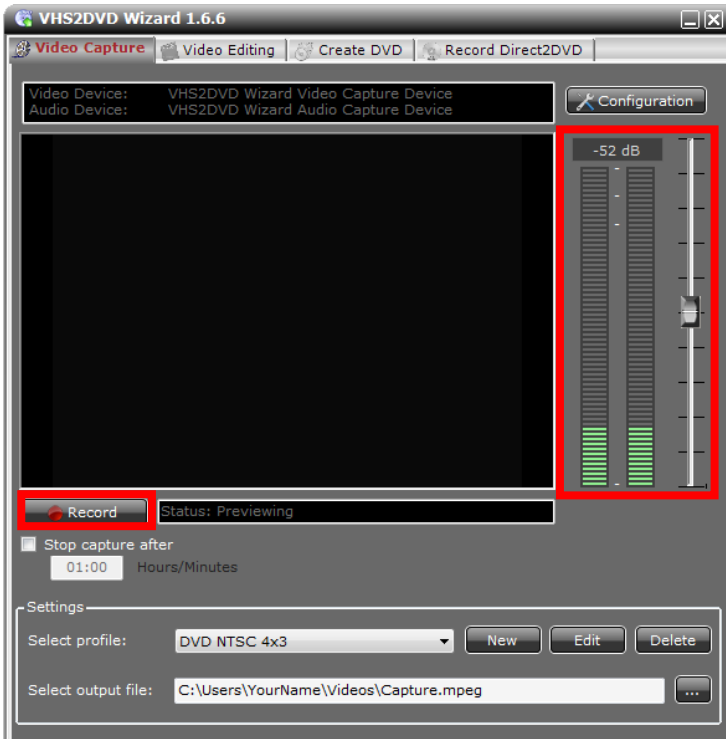 VHS2DVD Wizard 1.6.6
Video Capture Video Editing Create DVD Record Direct2DVD
Video Device: VHS2DVD Wizard Video Capture Device
Audio Device: VHS2DVD Wizard Audio Capture Device
Configuration
-52 dB
Record Status: Previewing
Stop capture after
01:00 Hours/Minutes
Settings
Select profile: DVD NTSC 4x3 New Edit Delete
Select output file: C:\Users\YourName\Videos\Capture.mpeg ...